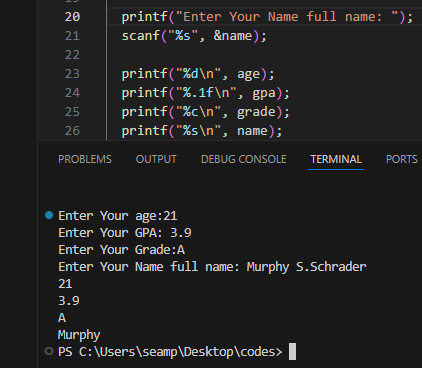 20 printf("Enter Your Name full name: ");
21 scanf("%s", &name);
22
23 printf("%d\n", age);
24 printf("%.1f\n", gpa);
25 printf("%c\n", grade);
26 printf("%s\n", name);
PROBLEMS OUTPUT DEBUG CONSOLE TERMINAL PORTS
Enter Your age:21
Enter Your GPA: 3.9
Enter Your Grade:A
Enter Your Name full name: Murphy S.Schrader
21
3.9
A
Murphy
PS C:\Users\seamp\Desktop\codes>